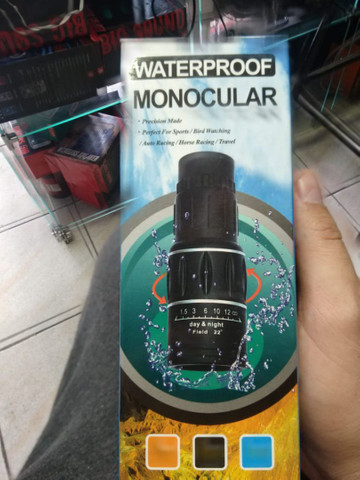 WATERPROOF
MONOCULAR
• Precision Made
• Perfect For Sports / Bird Watching
/ Auto Racing / Horse Racing / Travel
1.5 3 6 10 12 ∞
day & night
Field 22°